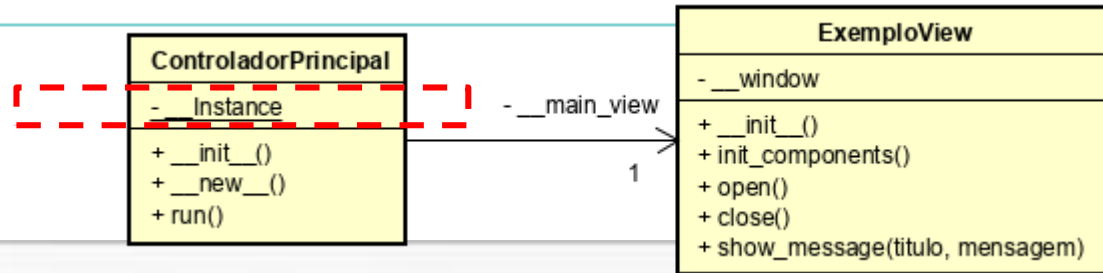 ControladorPrincipal
- __Instance
+ __init__()
+ __new__()
+ run()
- __main_view
1
ExemploView
- __window
+ __init__()
+ init_components()
+ open()
+ close()
+ show_message(titulo, mensagem)